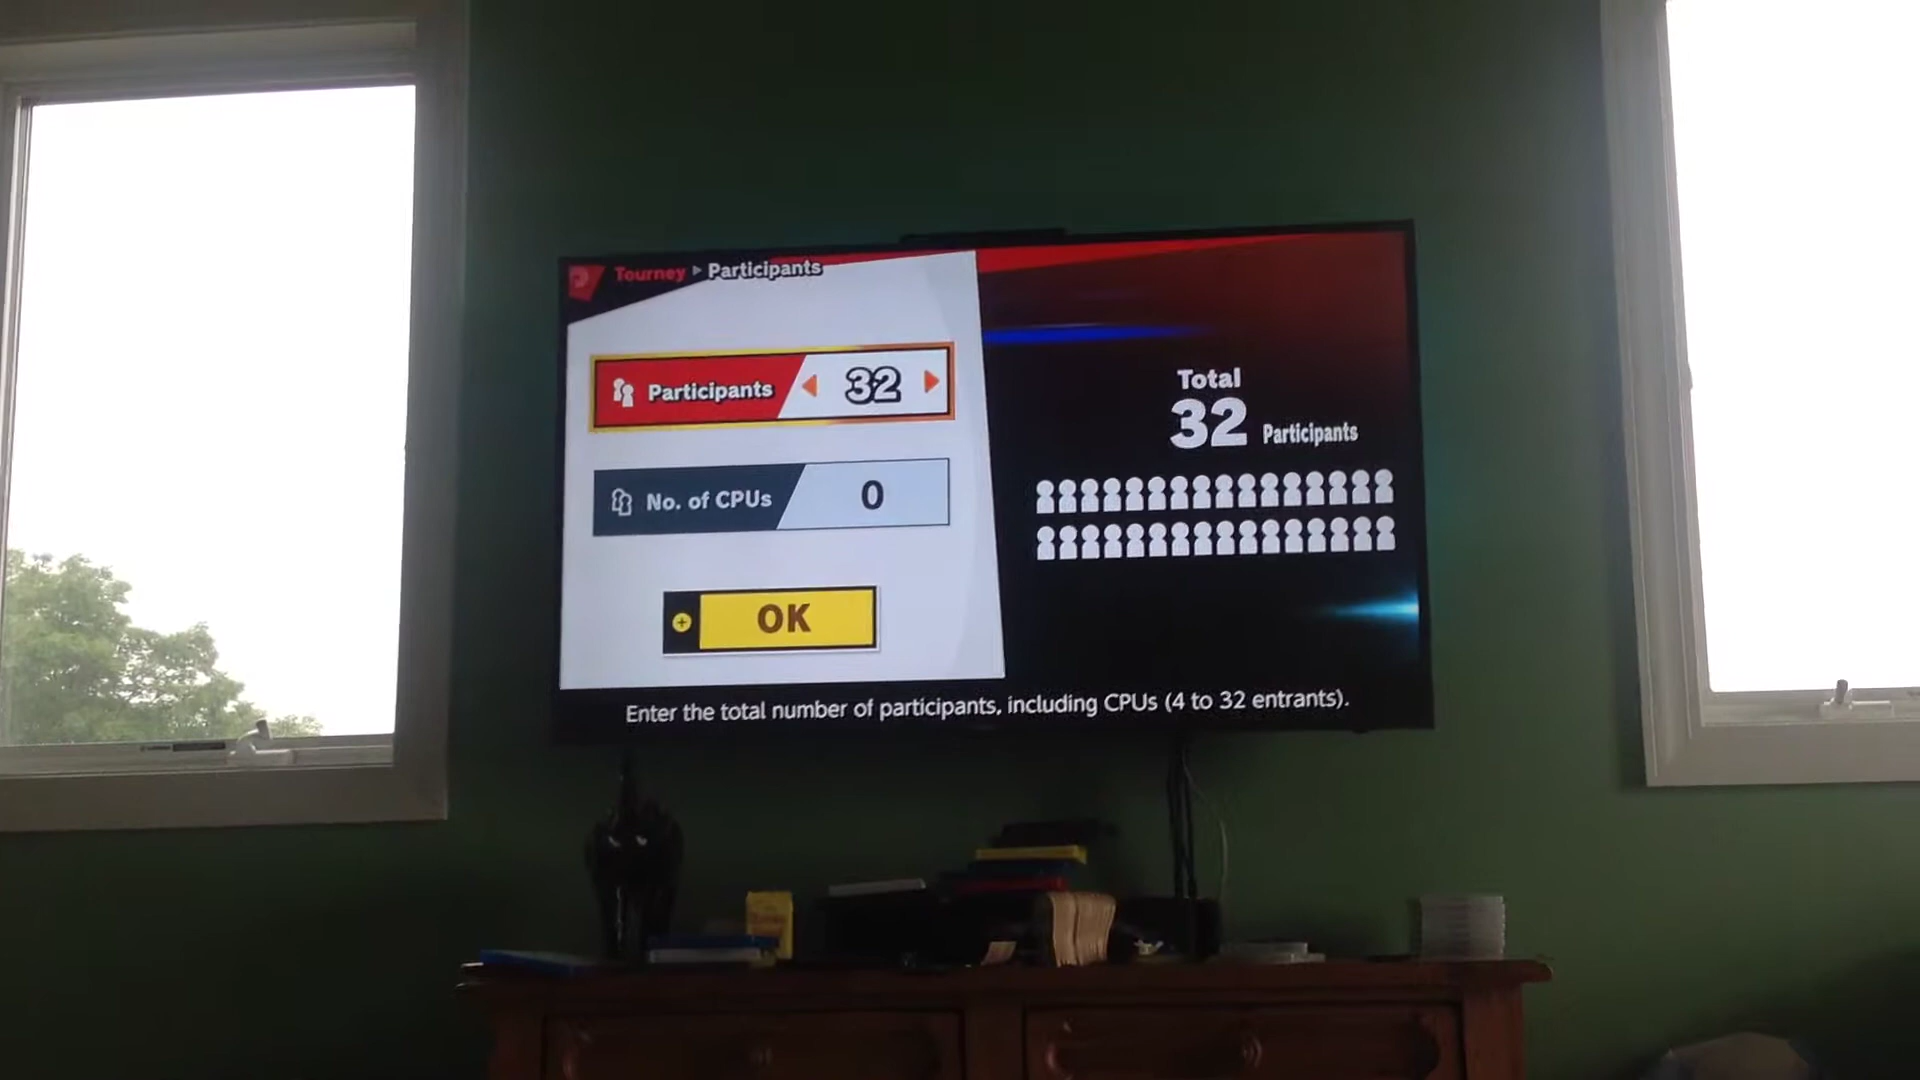 Tourney ▸ Participants
Participants 32
No. of CPUs 0
OK
Total
32 Participants
Enter the total number of participants, including CPUs (4 to 32 entrants).